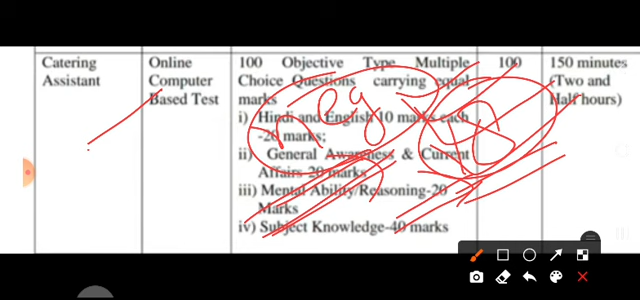 Catering Assistant
Online Computer Based Test
100 Objective Type Multiple
Choice Questions carrying equal
marks
i) Hindi and English 10 marks each
-20 marks;
ii) General Awareness & Current
Affairs-20 marks
iii) Mental Ability/Reasoning-20
Marks
iv) Subject Knowledge-40 marks
100
150 minutes
(Two and
Half hours)
neg